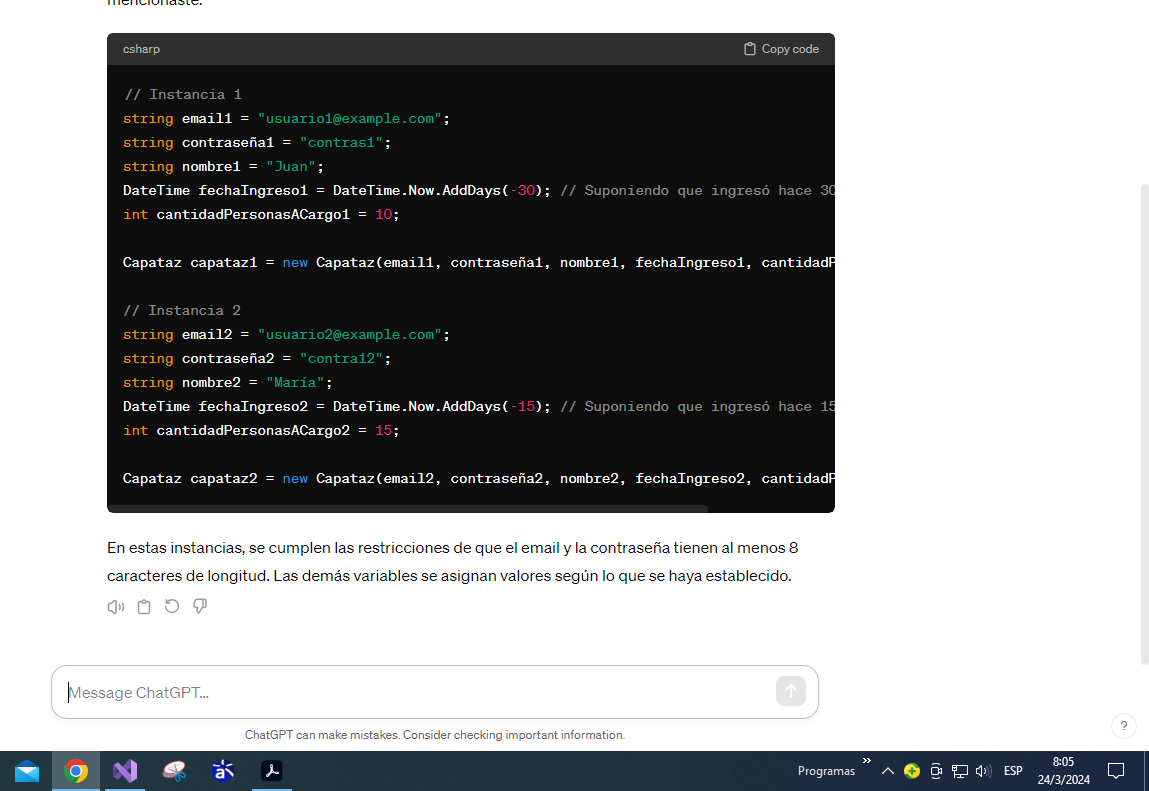 mencionaste.
csharp
Copy code
// Instancia 1
string email1 = "usuario1@example.com";
string contraseña1 = "contras1";
string nombre1 = "Juan";
DateTime fechaIngreso1 = DateTime.Now.AddDays(-30); // Suponiendo que ingresó hace 30
int cantidadPersonasACargo1 = 10;
Capataz capataz1 = new Capataz(email1, contraseña1, nombre1, fechaIngreso1, cantidadP
// Instancia 2
string email2 = "usuario2@example.com";
string contraseña2 = "contra12";
string nombre2 = "María";
DateTime fechaIngreso2 = DateTime.Now.AddDays(-15); // Suponiendo que ingresó hace 15
int cantidadPersonasACargo2 = 15;
Capataz capataz2 = new Capataz(email2, contraseña2, nombre2, fechaIngreso2, cantidadP
En estas instancias, se cumplen las restricciones de que el email y la contraseña tienen al menos 8
caracteres de longitud. Las demás variables se asignan valores según lo que se haya establecido.
Message ChatGPT...
ChatGPT can make mistakes. Consider checking important information.
?
Programas
ESP
8:05
24/3/2024